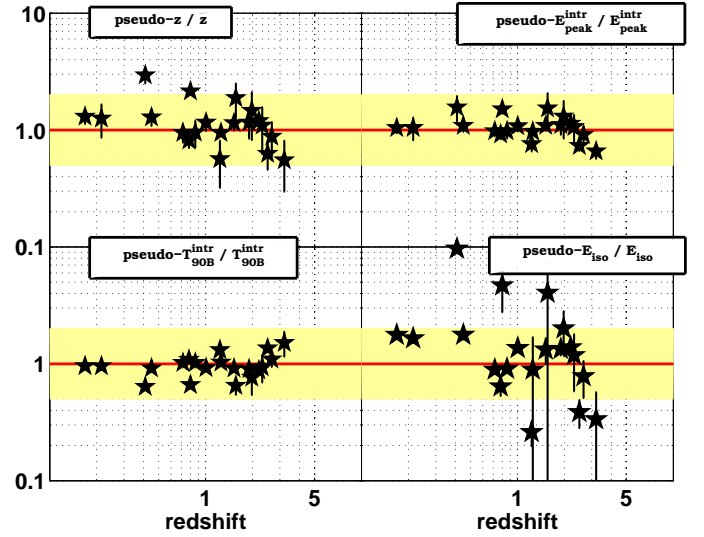 10
pseudo-z / z
pseudo-E^intr_peak / E^intr_peak
1.0
0.1
pseudo-T^intr_90B / T^intr_90B
pseudo-E_iso / E_iso
1
0.1
1 5 1 5
redshift redshift